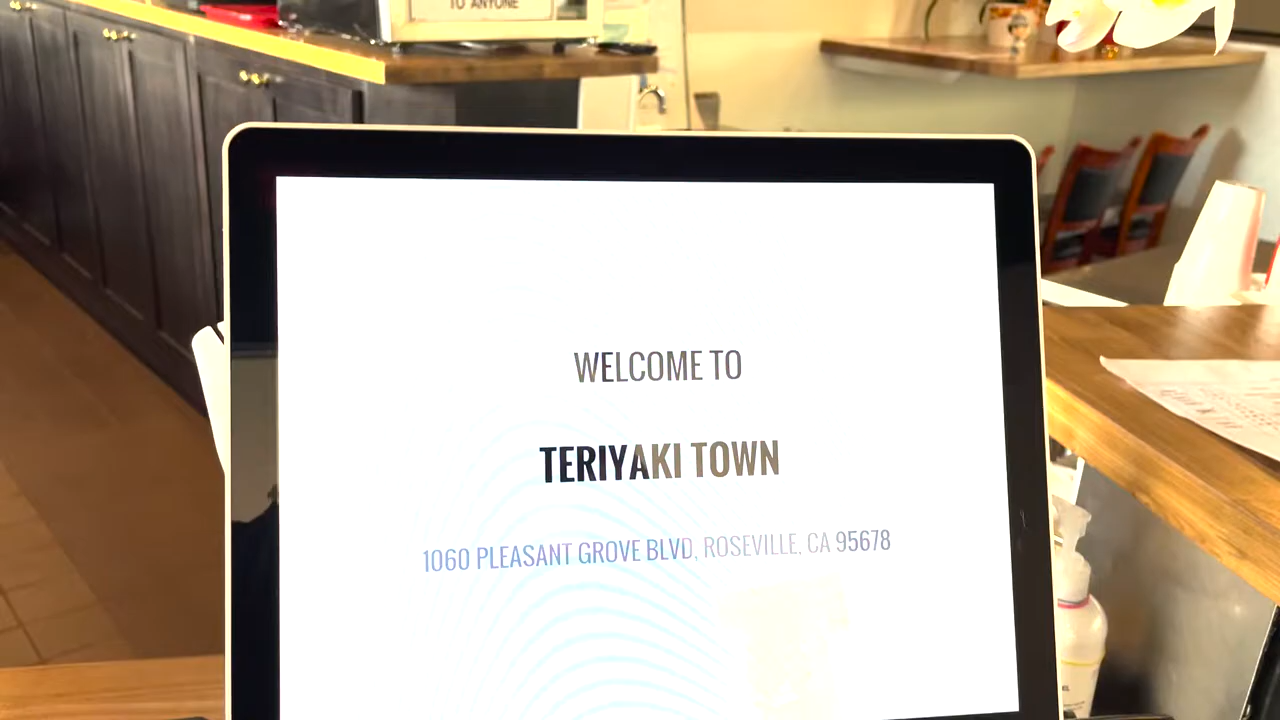 TO ANYONE
WELCOME TO
TERIYAKI TOWN
1060 PLEASANT GROVE BLVD, ROSEVILLE, CA 95678